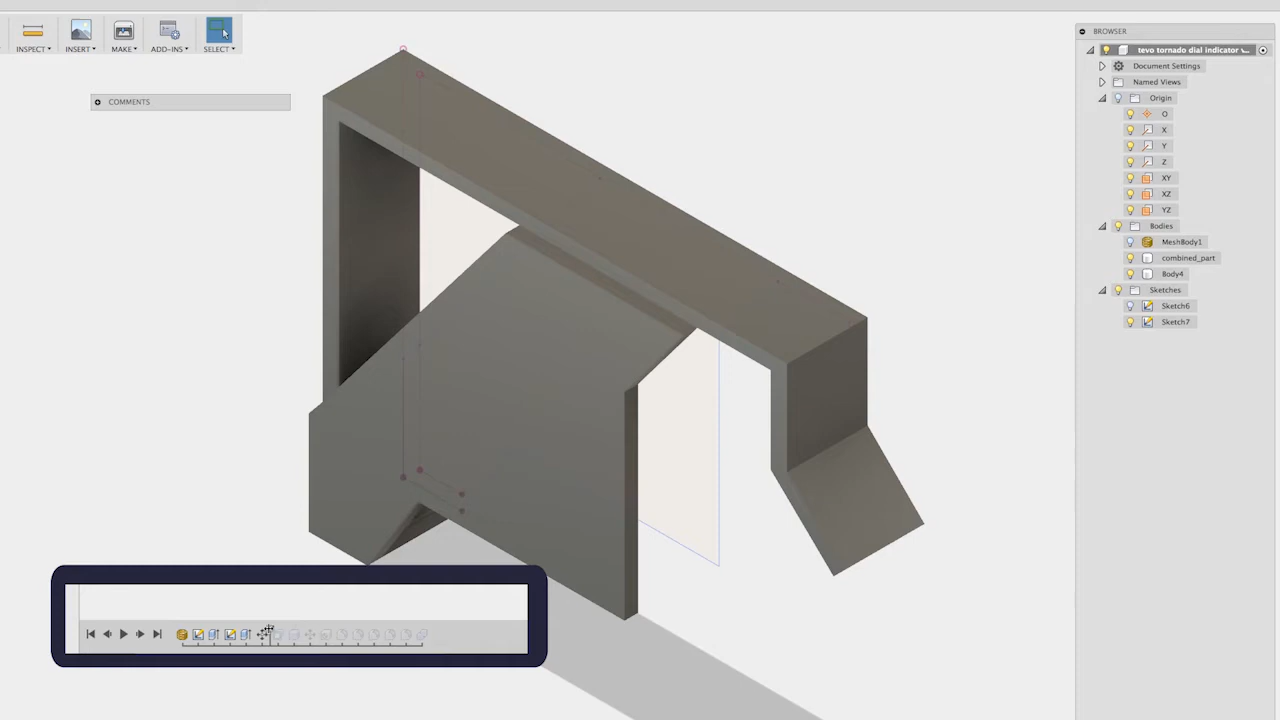 INSPECT▾ INSERT▾ MAKE▾ ADD-INS▾ SELECT▾
COMMENTS
BROWSER
tevo tornado dial indicator v...
Document Settings
Named Views
Origin
O
X
Y
Z
XY
XZ
YZ
Bodies
MeshBody1
combined_part
Body4
Sketches
Sketch6
Sketch7